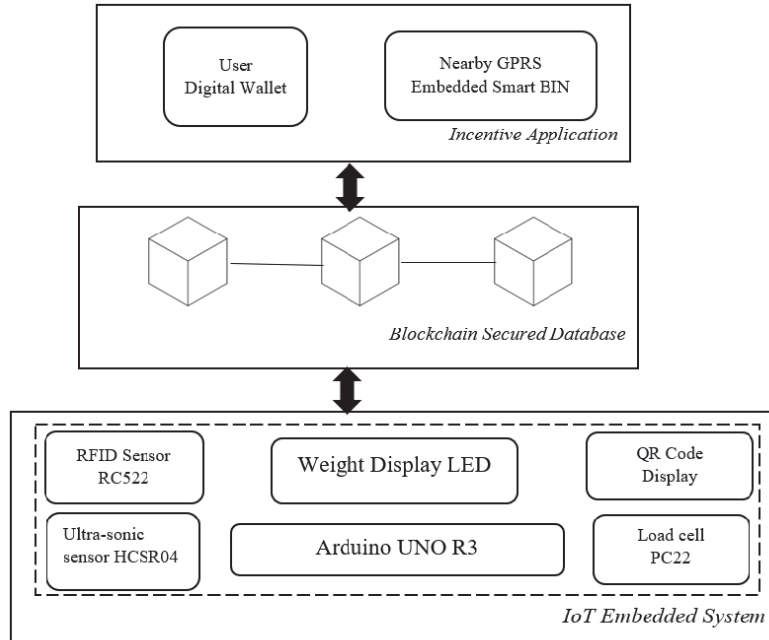 User
Digital Wallet
Nearby GPRS
Embedded Smart BIN
Incentive Application
Blockchain Secured Database
RFID Sensor
RC522
Weight Display LED
QR Code
Display
Ultra-sonic
sensor HCSR04
Arduino UNO R3
Load cell
PC22
IoT Embedded System